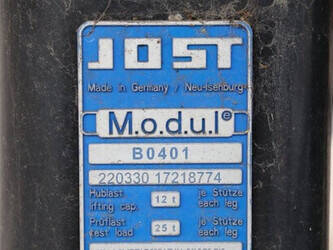 JOST
Made in Germany / Neu-Isenburg
M.o.d.u.l ®
B0401
220330 17218774
Hublast 12 t je Stütze
lifting cap. each leg
Prüflast 25 t je Stütze
test load each leg